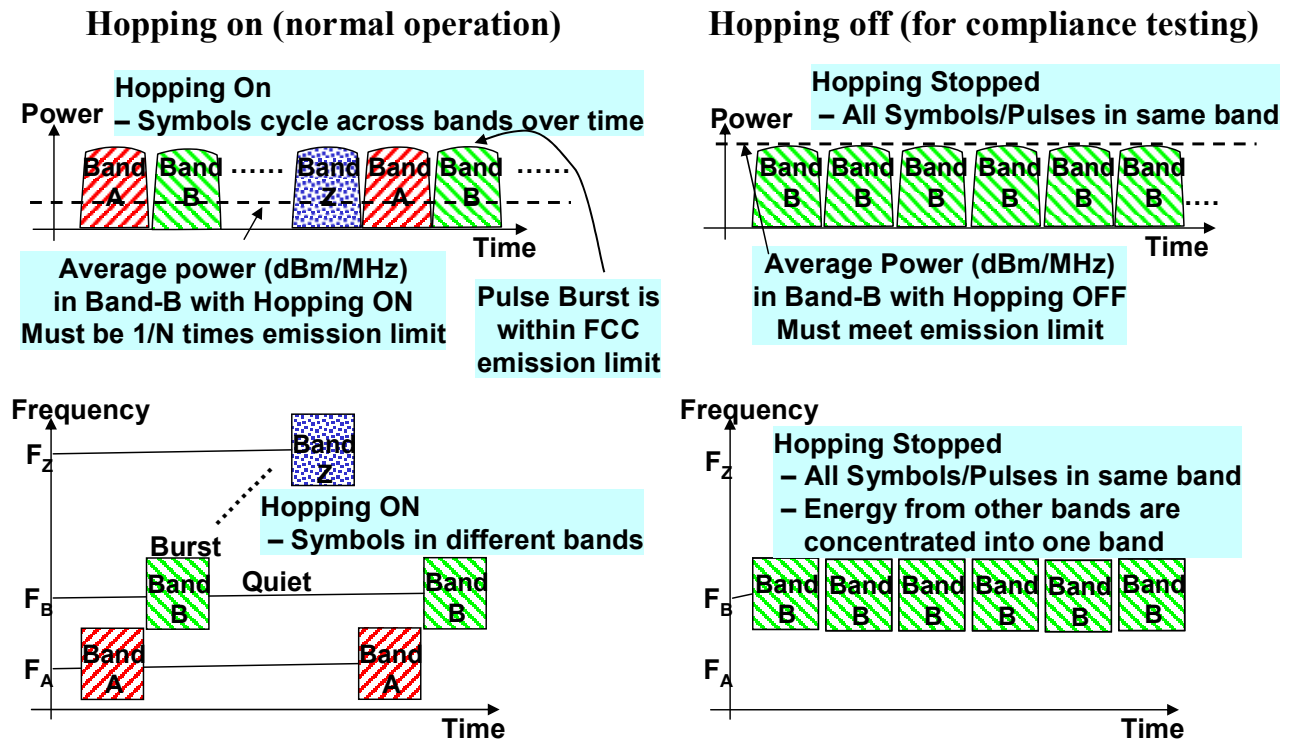 Hopping on (normal operation)
Hopping On
– Symbols cycle across bands over time
Power
Band
A
Band
B
......
Band
Z
Band
A
Band
B
......
Time
Average power (dBm/MHz)
in Band-B with Hopping ON
Must be 1/N times emission limit
Pulse Burst is
within FCC
emission limit
Frequency
FZ
Band
Z
Hopping ON
– Symbols in different bands
Burst
FB
Band
B
Quiet
Band
B
FA
Band
A
Band
A
Time
Hopping off (for compliance testing)
Hopping Stopped
– All Symbols/Pulses in same band
Power
Band
B
Band
B
Band
B
Band
B
Band
B
Band
B
....
Time
Average Power (dBm/MHz)
in Band-B with Hopping OFF
Must meet emission limit
Frequency
FZ
Hopping Stopped
– All Symbols/Pulses in same band
– Energy from other bands are
concentrated into one band
FB
Band
B
Band
B
Band
B
Band
B
Band
B
Band
B
FA
Time